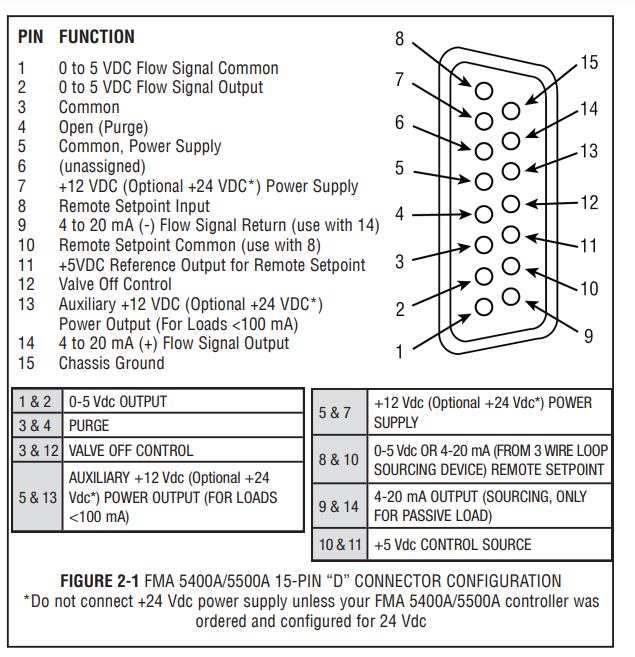 PIN FUNCTION
1 0 to 5 VDC Flow Signal Common
2 0 to 5 VDC Flow Signal Output
3 Common
4 Open (Purge)
5 Common, Power Supply
6 (unassigned)
7 +12 VDC (Optional +24 VDC*) Power Supply
8 Remote Setpoint Input
9 4 to 20 mA (-) Flow Signal Return (use with 14)
10 Remote Setpoint Common (use with 8)
11 +5VDC Reference Output for Remote Setpoint
12 Valve Off Control
13 Auxiliary +12 VDC (Optional +24 VDC*)
Power Output (For Loads <100 mA)
14 4 to 20 mA (+) Flow Signal Output
15 Chassis Ground
8
7
6
5
4
3
2
1
15
14
13
12
11
10
9
1 & 2 0-5 Vdc OUTPUT
3 & 4 PURGE
3 & 12 VALVE OFF CONTROL
5 & 13 AUXILIARY +12 Vdc (Optional +24
Vdc*) POWER OUTPUT (FOR LOADS
<100 mA)
5 & 7 +12 Vdc (Optional +24 Vdc*) POWER
SUPPLY
8 & 10 0-5 Vdc OR 4-20 mA (FROM 3 WIRE LOOP
SOURCING DEVICE) REMOTE SETPOINT
9 & 14 4-20 mA OUTPUT (SOURCING, ONLY
FOR PASSIVE LOAD)
10 & 11 +5 Vdc CONTROL SOURCE
FIGURE 2-1 FMA 5400A/5500A 15-PIN “D” CONNECTOR CONFIGURATION
*Do not connect +24 Vdc power supply unless your FMA 5400A/5500A controller was
ordered and configured for 24 Vdc